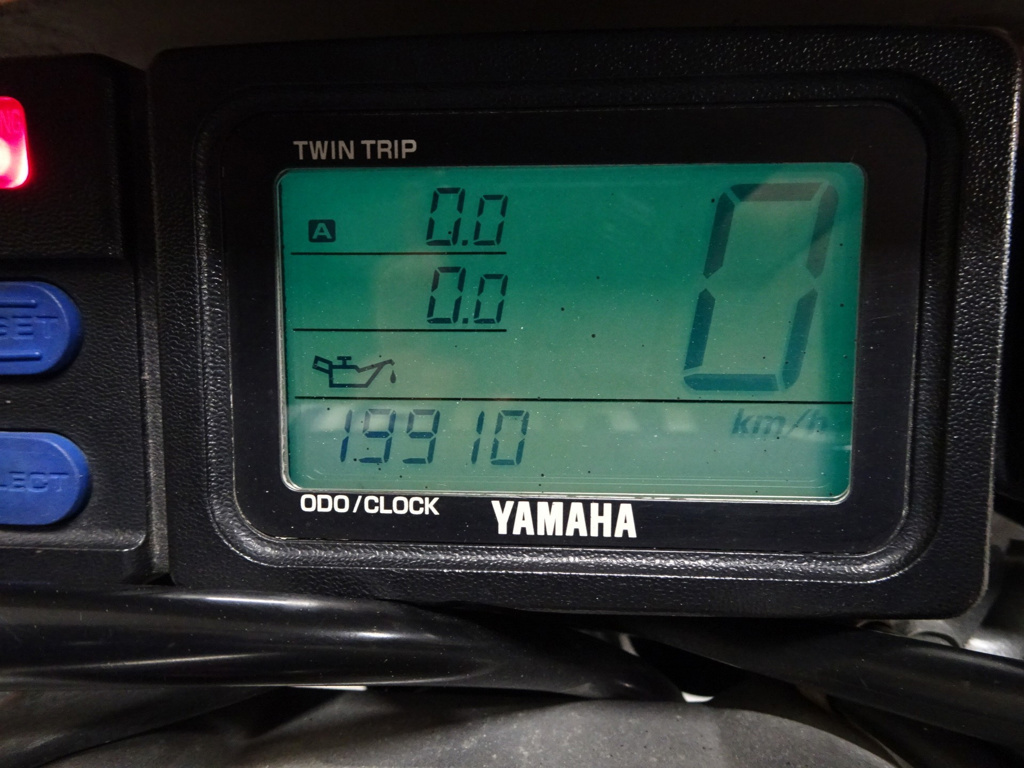 TWIN TRIP
A 0.0
0.0
0
km/h
19910
ODO/CLOCK
YAMAHA